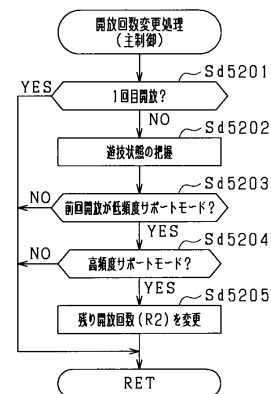 開放回数変更処理
(主制御)
Sd5201
YES
1回目開放?
NO
Sd5202
遊技状態の把握
Sd5203
NO
前回開放が低頻度サポートモード?
YES
Sd5204
NO
高頻度サポートモード?
YES
Sd5205
残り開放回数(R2)を変更
RET